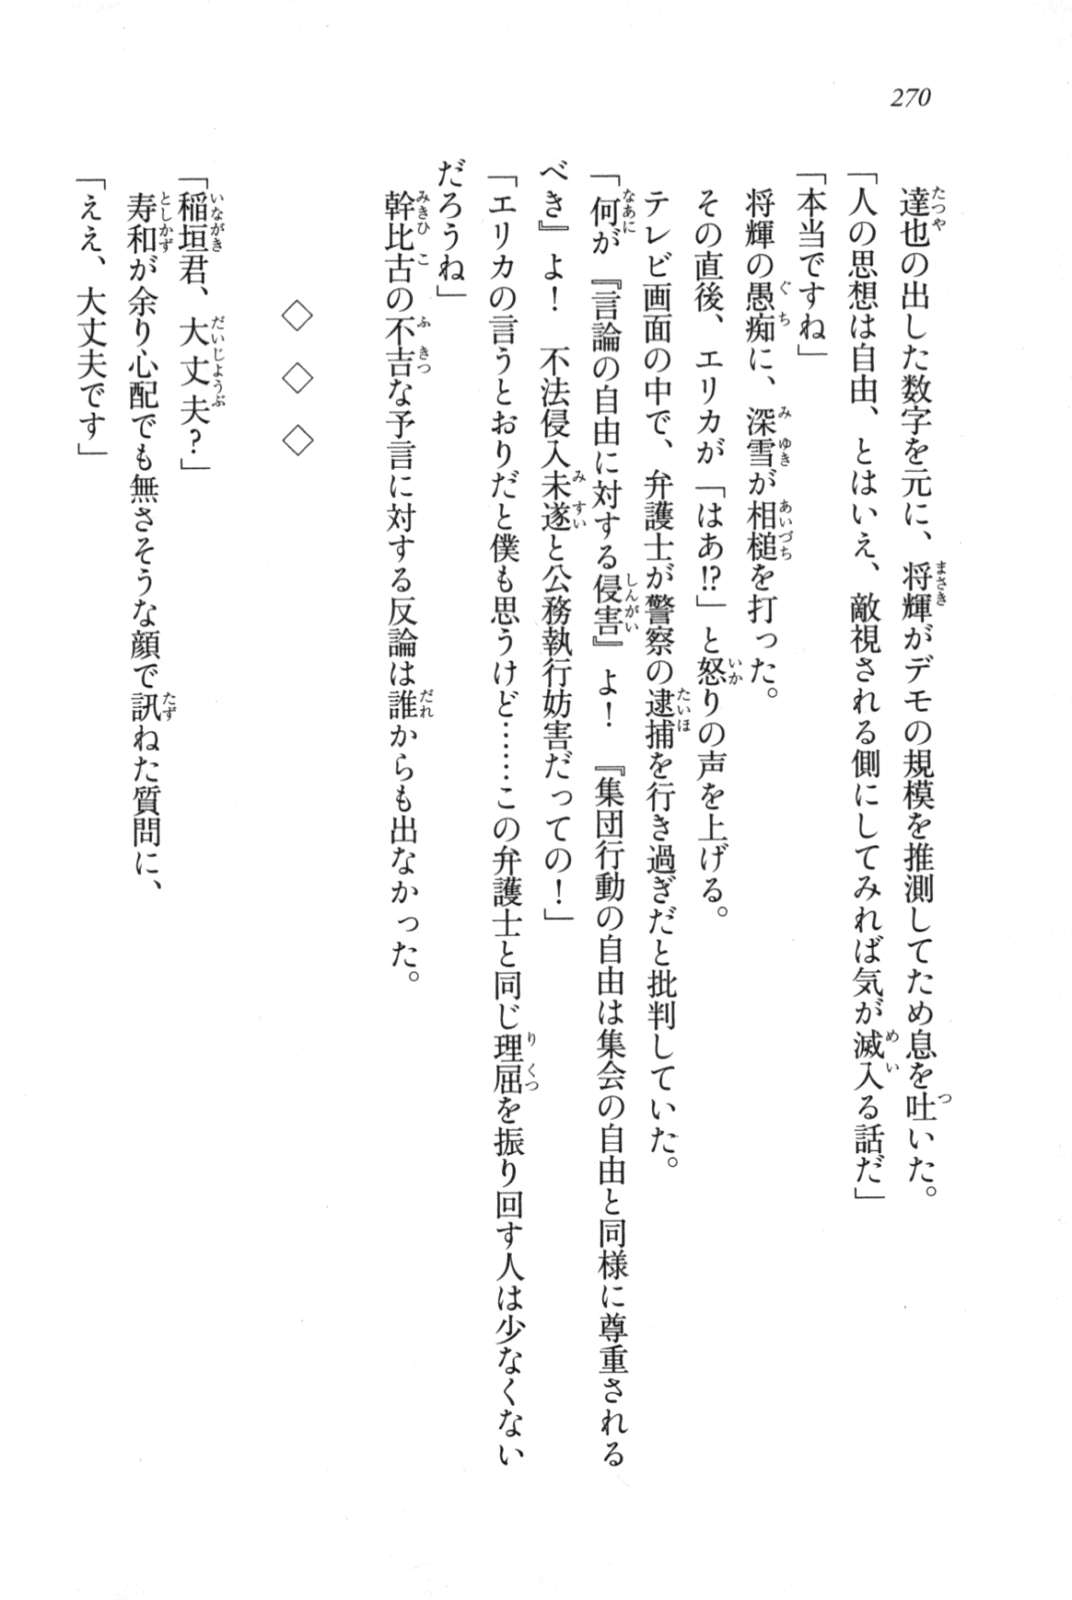 270
達也の出した数字を元に、将輝がデモの規模を推測してため息を吐いた。
「人の思想は自由、とはいえ、敵視される側にしてみれば気が滅入る話だ」
「本当ですね」
将輝の愚痴に、深雪が相槌を打った。
その直後、エリカが「はあ!?」と怒りの声を上げる。
テレビ画面の中で、弁護士が警察の逮捕を行き過ぎだと批判していた。
「何が『言論の自由に対する侵害』よ！　『集団行動の自由は集会の自由と同様に尊重される
べき』よ！　不法侵入未遂と公務執行妨害だっての！」
「エリカの言うとおりだと僕も思うけど……この弁護士と同じ理屈を振り回す人は少なくない
だろうね」
幹比古の不吉な予言に対する反論は誰からも出なかった。
◇ ◇ ◇
「稲垣君、大丈夫？」
寿和が余り心配でも無さそうな顔で訊ねた質問に、
「ええ、大丈夫です」